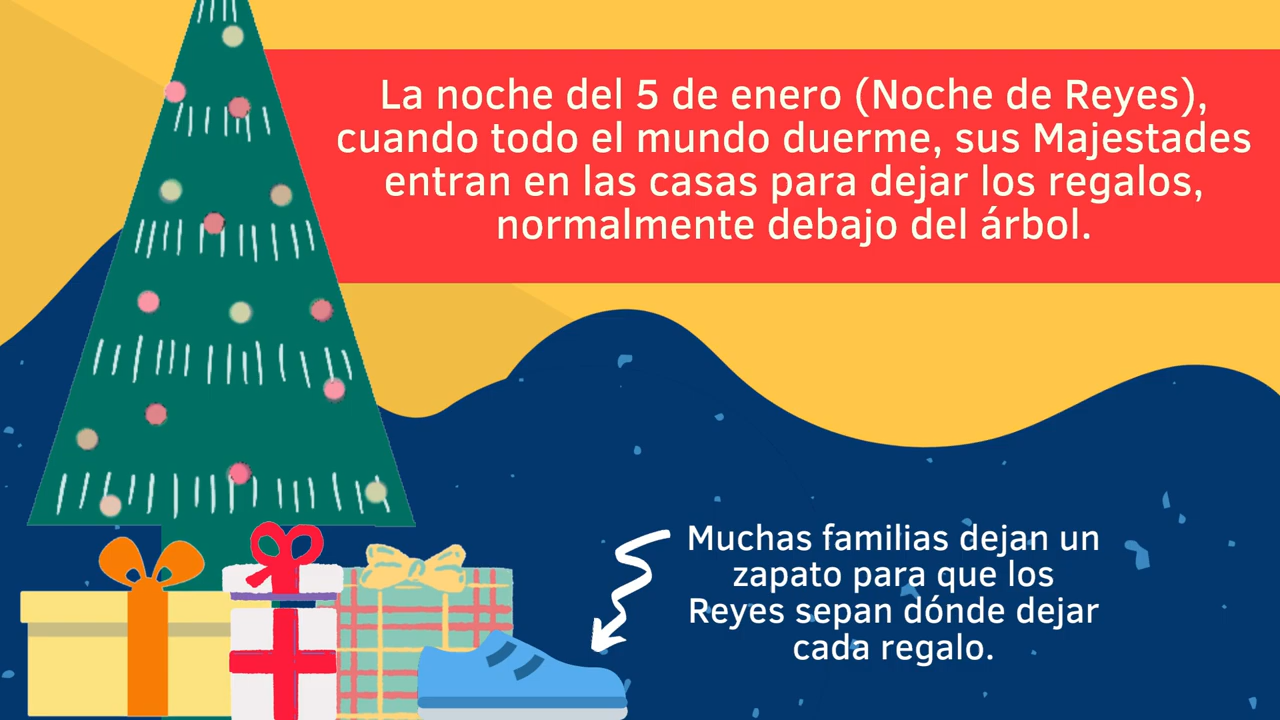 La noche del 5 de enero (Noche de Reyes),
cuando todo el mundo duerme, sus Majestades
entran en las casas para dejar los regalos,
normalmente debajo del árbol.
Muchas familias dejan un
zapato para que los
Reyes sepan dónde dejar
cada regalo.